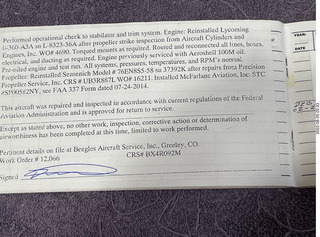 Performed operational check to stabilator and trim system. Engine: Reinstalled Lycoming
0-360-A3A sn L-8323-36A after propeller strike inspection from Aircraft Cylinders and
Engines, Inc. WO# 4690. Torqued mounts as required. Routed and reconnected all lines, hoses,
electrical, and ducting as required. Engine previously serviced with Aeroshell 100M oil.
Pre-oiled engine and test run. All systems, pressures, temperatures, and RPM's normal.
Propeller: Reinstalled Sensenich Model # 76EM8S5-58 sn 37392K after repairs from Precision
Propeller Service, Inc. CRS # UB3R887L WO# 16211. Installed McFarlane Aviation, Inc. STC
see FAA 337 Form dated 07-24-2014.
This aircraft was repaired and inspected in accordance with current regulations of the Federal
Aviation Administration and is approved for return to service.
Except as stated above, no other work, inspection, corrective action or determination of
airworthiness has been completed at this time, limited to work performed.
Pertinent details on file at Beegles Aircraft Service, Inc., Greeley, CO.
Work Order # 12,066 CRS# BX4R092M
Signed
YEAR:
DATE